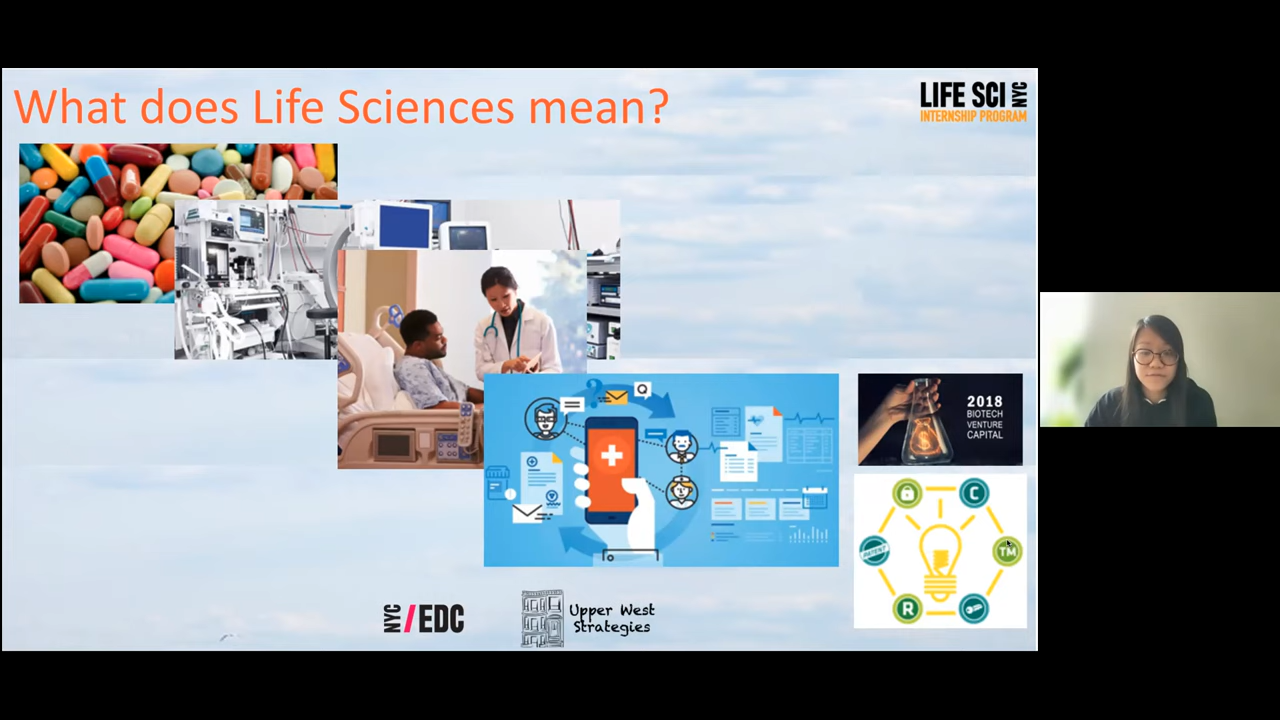 What does Life Sciences mean?
LIFE SCI NYC
INTERNSHIP PROGRAM
2018
BIOTECH
VENTURE
CAPITAL
?
Q
C
PATENT
TM
R
NYC / EDC
Upper West
Strategies